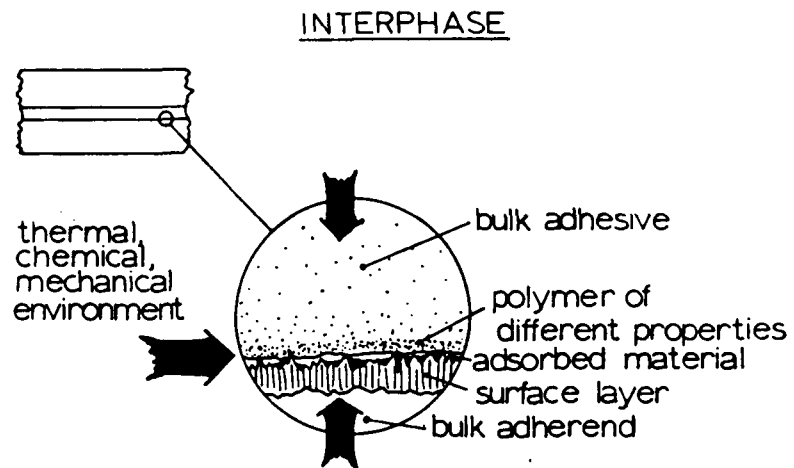 INTERPHASE
thermal,
chemical,
mechanical
environment
bulk adhesive
polymer of
different properties
adsorbed material
surface layer
bulk adherend